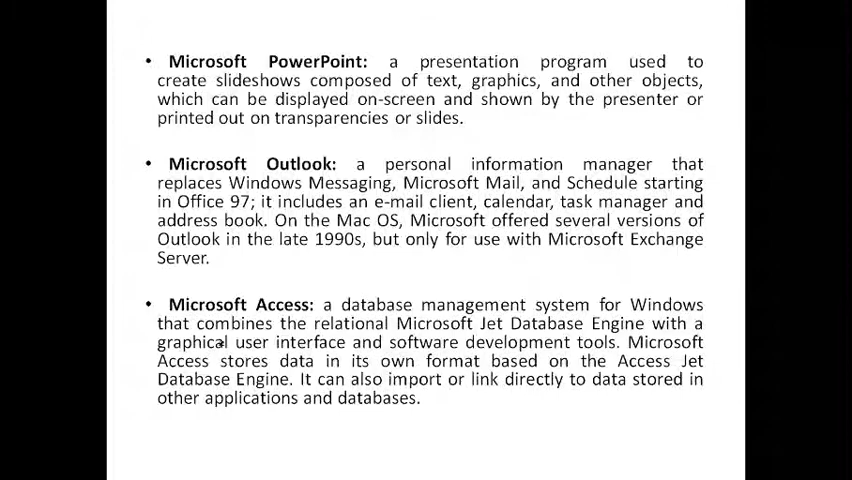 • Microsoft PowerPoint: a presentation program used to
create slideshows composed of text, graphics, and other objects,
which can be displayed on-screen and shown by the presenter or
printed out on transparencies or slides.
• Microsoft Outlook: a personal information manager that
replaces Windows Messaging, Microsoft Mail, and Schedule starting
in Office 97; it includes an e-mail client, calendar, task manager and
address book. On the Mac OS, Microsoft offered several versions of
Outlook in the late 1990s, but only for use with Microsoft Exchange
Server.
• Microsoft Access: a database management system for Windows
that combines the relational Microsoft Jet Database Engine with a
graphical user interface and software development tools. Microsoft
Access stores data in its own format based on the Access Jet
Database Engine. It can also import or link directly to data stored in
other applications and databases.